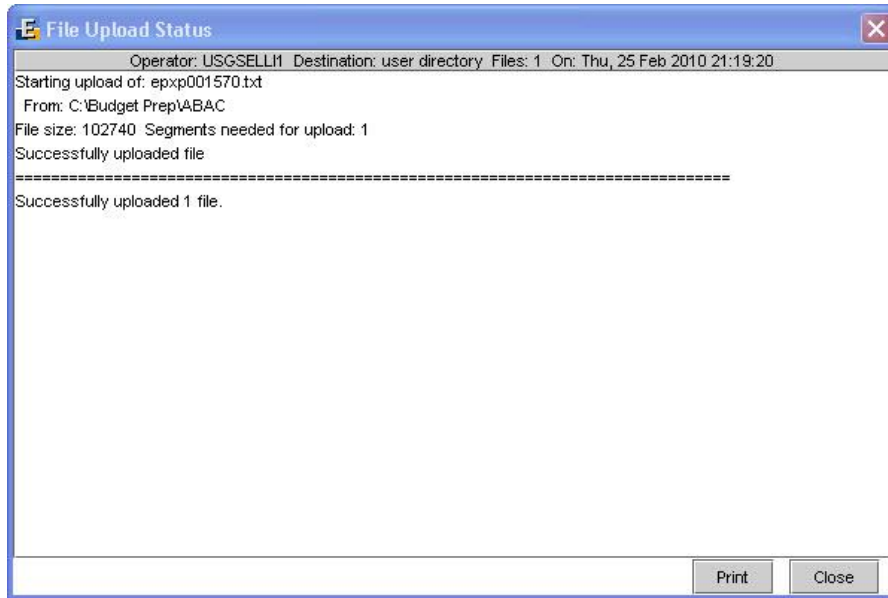 File Upload Status
Operator: USGSELLI1 Destination: user directory Files: 1 On: Thu, 25 Feb 2010 21:19:20
Starting upload of: epxp001570.txt
From: C:\Budget Prep\ABAC
File size: 102740 Segments needed for upload: 1
Successfully uploaded file
================================================================================
Successfully uploaded 1 file.
Print Close